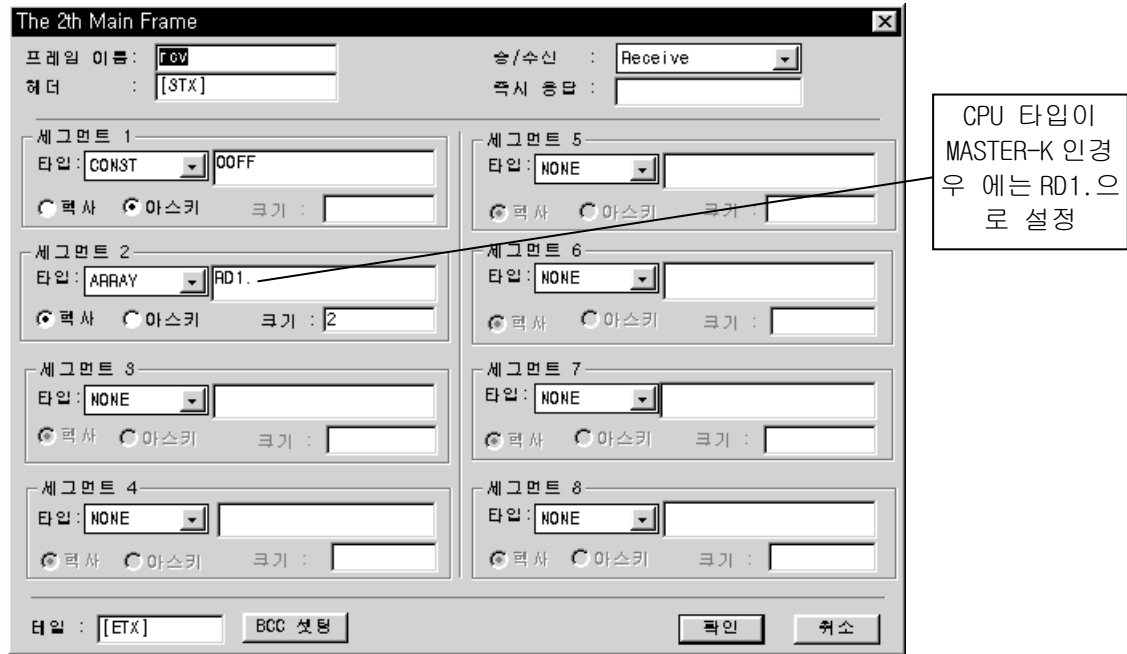 The 2th Main Frame
프레임 이름: rcv
송/수신 : Receive
헤더 : [STX]
즉시 응답 :
세그먼트 1
타입: CONST 00FF
헥사 아스키 크기 :
세그먼트 5
타입: NONE
헥사 아스키 크기 :
세그먼트 2
타입: ARRAY RD1.
헥사 아스키 크기 : 2
세그먼트 6
타입: NONE
헥사 아스키 크기 :
세그먼트 3
타입: NONE
헥사 아스키 크기 :
세그먼트 7
타입: NONE
헥사 아스키 크기 :
세그먼트 4
타입: NONE
헥사 아스키 크기 :
세그먼트 8
타입: NONE
헥사 아스키 크기 :
테일 : [ETX] BCC 셋팅 확인 취소
CPU 타입이
MASTER-K 인경
우 에는 RD1.으
로 설정